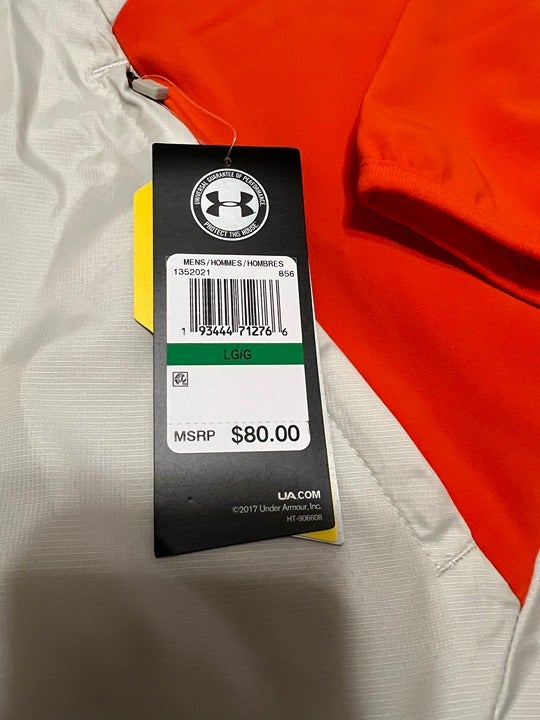 UNIVERSAL GUARANTEE OF PERFORMANCE
PROTECT THIS HOUSE
MENS/HOMMES/HOMBRES
1352021 856
1 93444 71276 6
LG/G
MSRP $80.00
UA.COM
©2017 Under Armour, Inc.
HT-906608